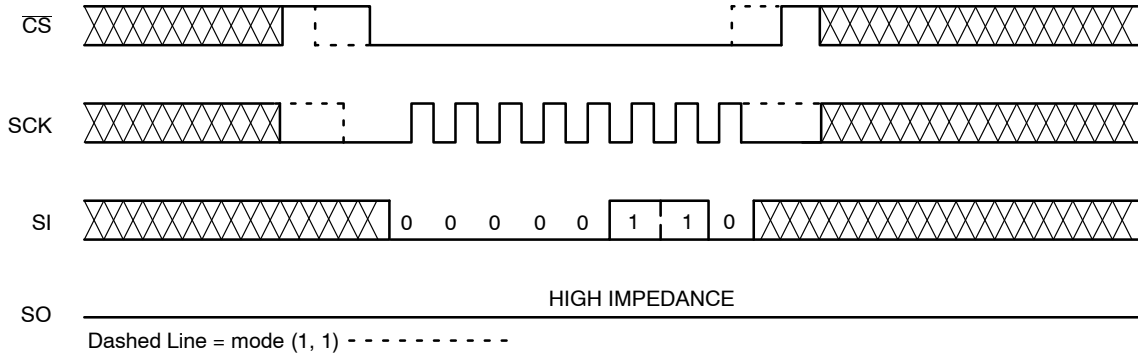 CS
SCK
SI 0 0 0 0 0 1 1 0
HIGH IMPEDANCE
SO
Dashed Line = mode (1, 1)